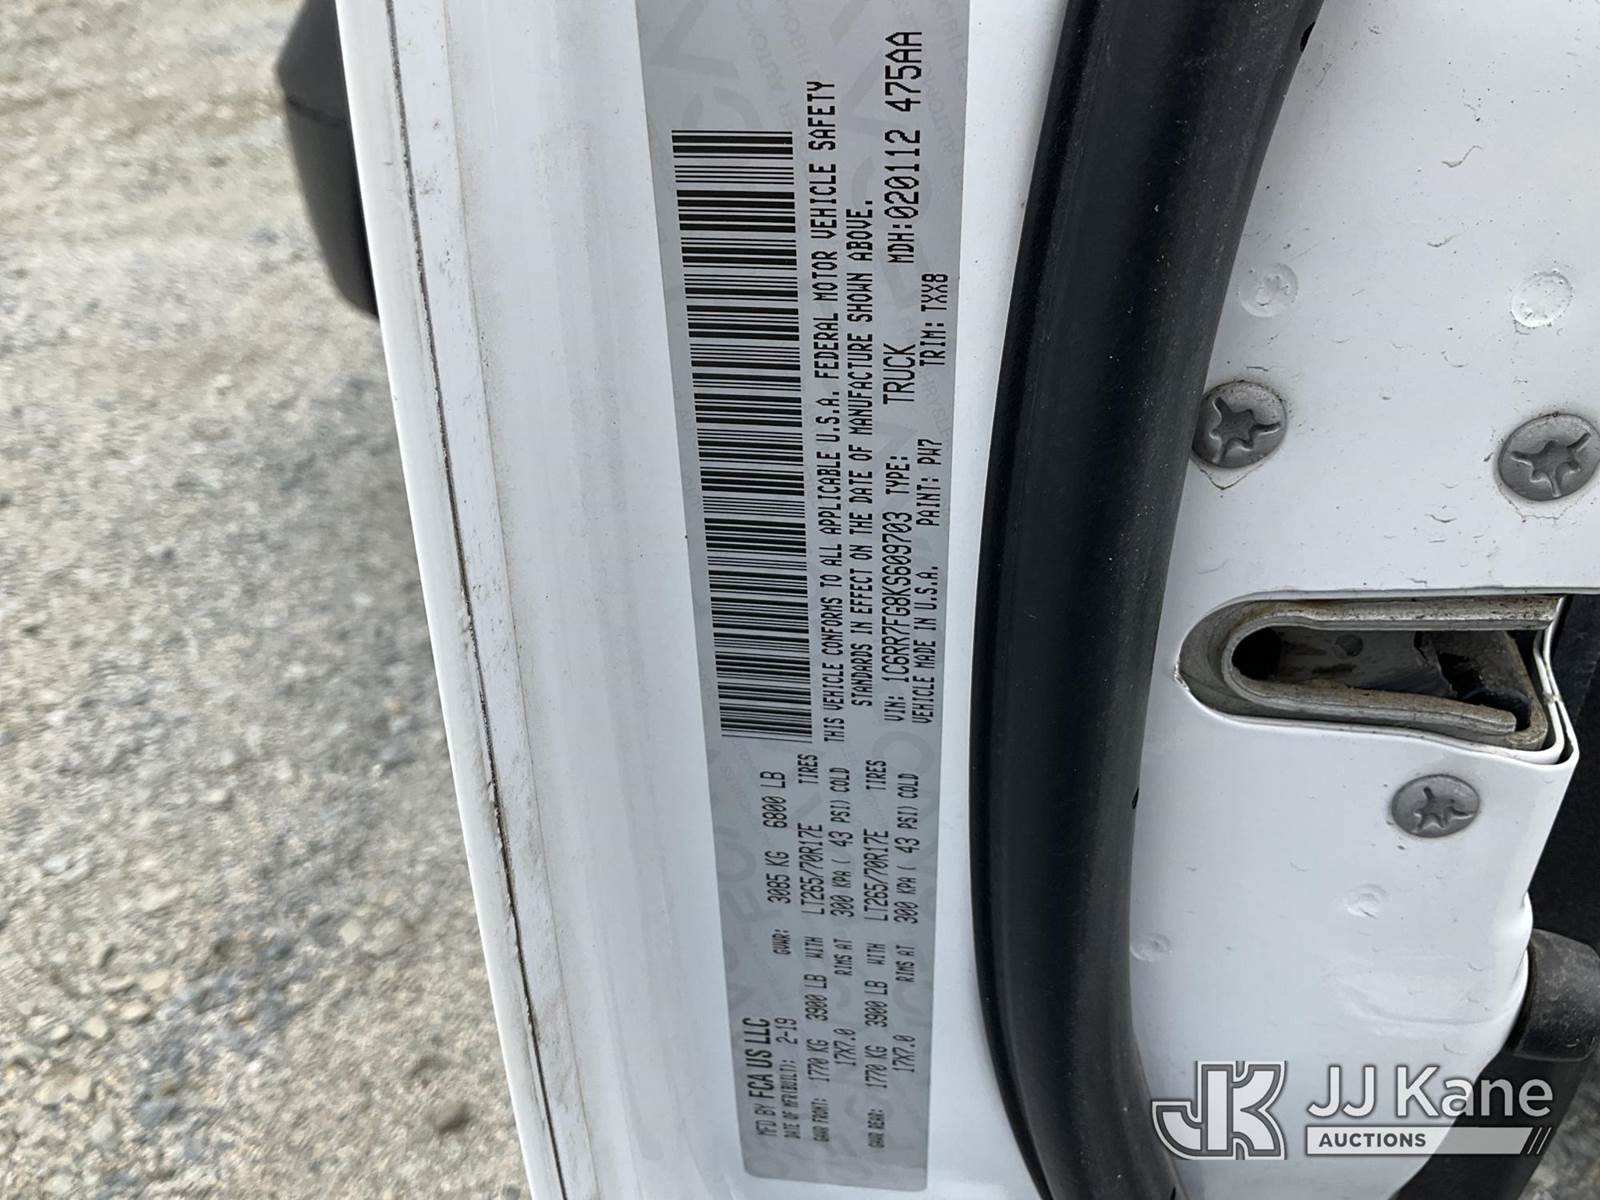 MFD BY FCA US LLC
DATE OF MFR(BUILT): 2-19 GVWR: 3085 KG 6800 LB
GAWR FRONT: 1770 KG 3900 LB WITH LT265/70R17E TIRES
17X7.0 RIMS AT 300 KPA ( 43 PSI) COLD
GAWR REAR: 1770 KG 3900 LB WITH LT265/70R17E TIRES
17X7.0 RIMS AT 300 KPA ( 43 PSI) COLD
THIS VEHICLE CONFORMS TO ALL APPLICABLE U.S.A. FEDERAL MOTOR VEHICLE SAFETY
STANDARDS IN EFFECT ON THE DATE OF MANUFACTURE SHOWN ABOVE.
VIN: 1C6RR7FG8KS609703 TYPE: TRUCK MDH:020112 475AA
VEHICLE MADE IN U.S.A. PAINT: PW7 TRIM: TXX8
JK JJ Kane
AUCTIONS